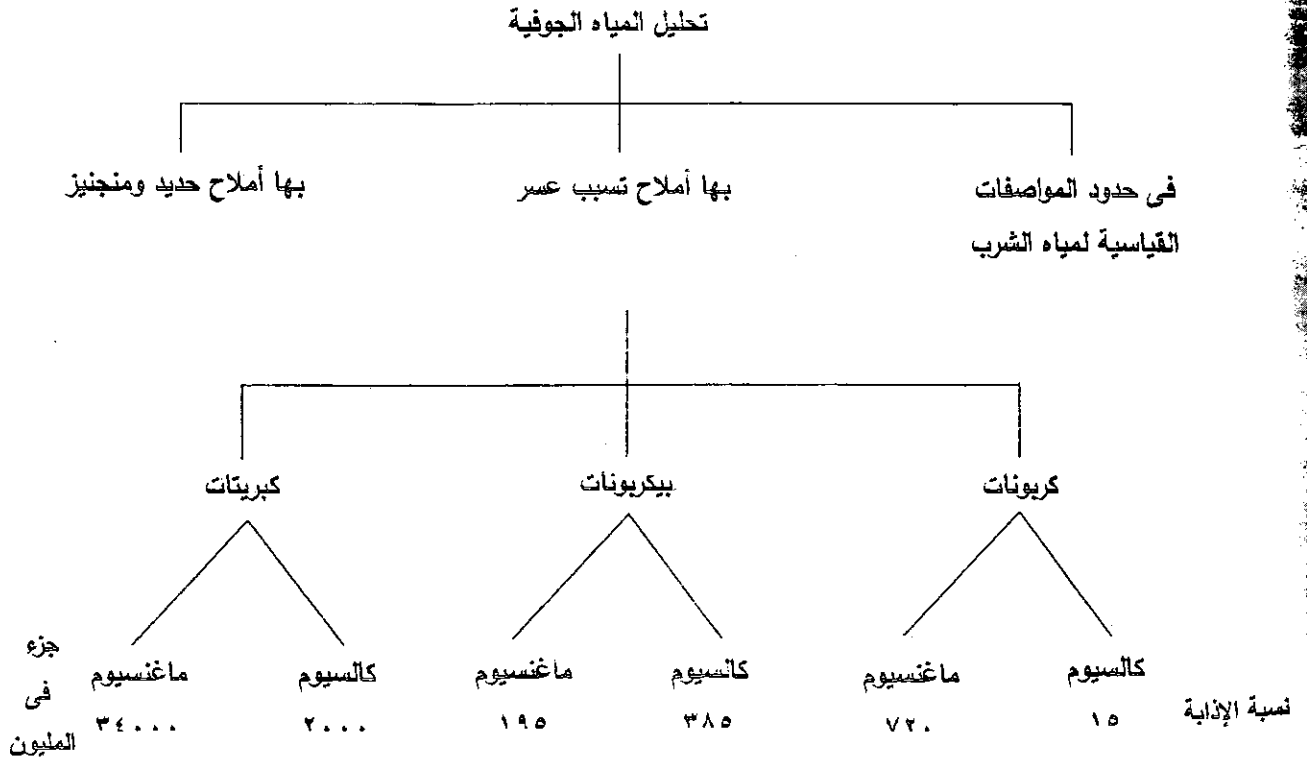 تحليل المياه الجوفية
فى حدود المواصفات
القياسية لمياه الشرب
بها أملاح تسبب عسر
بها أملاح حديد ومنجنيز
كربونات
بيكربونات
كبريتات
كالسيوم
ماغنسيوم
كالسيوم
ماغنسيوم
كالسيوم
ماغنسيوم
نسبة الإذابة
١٥
٧٢٠
٣٨٥
١٩٥
٢٠٠٠
٣٤٠٠٠
جزء
فى
المليون